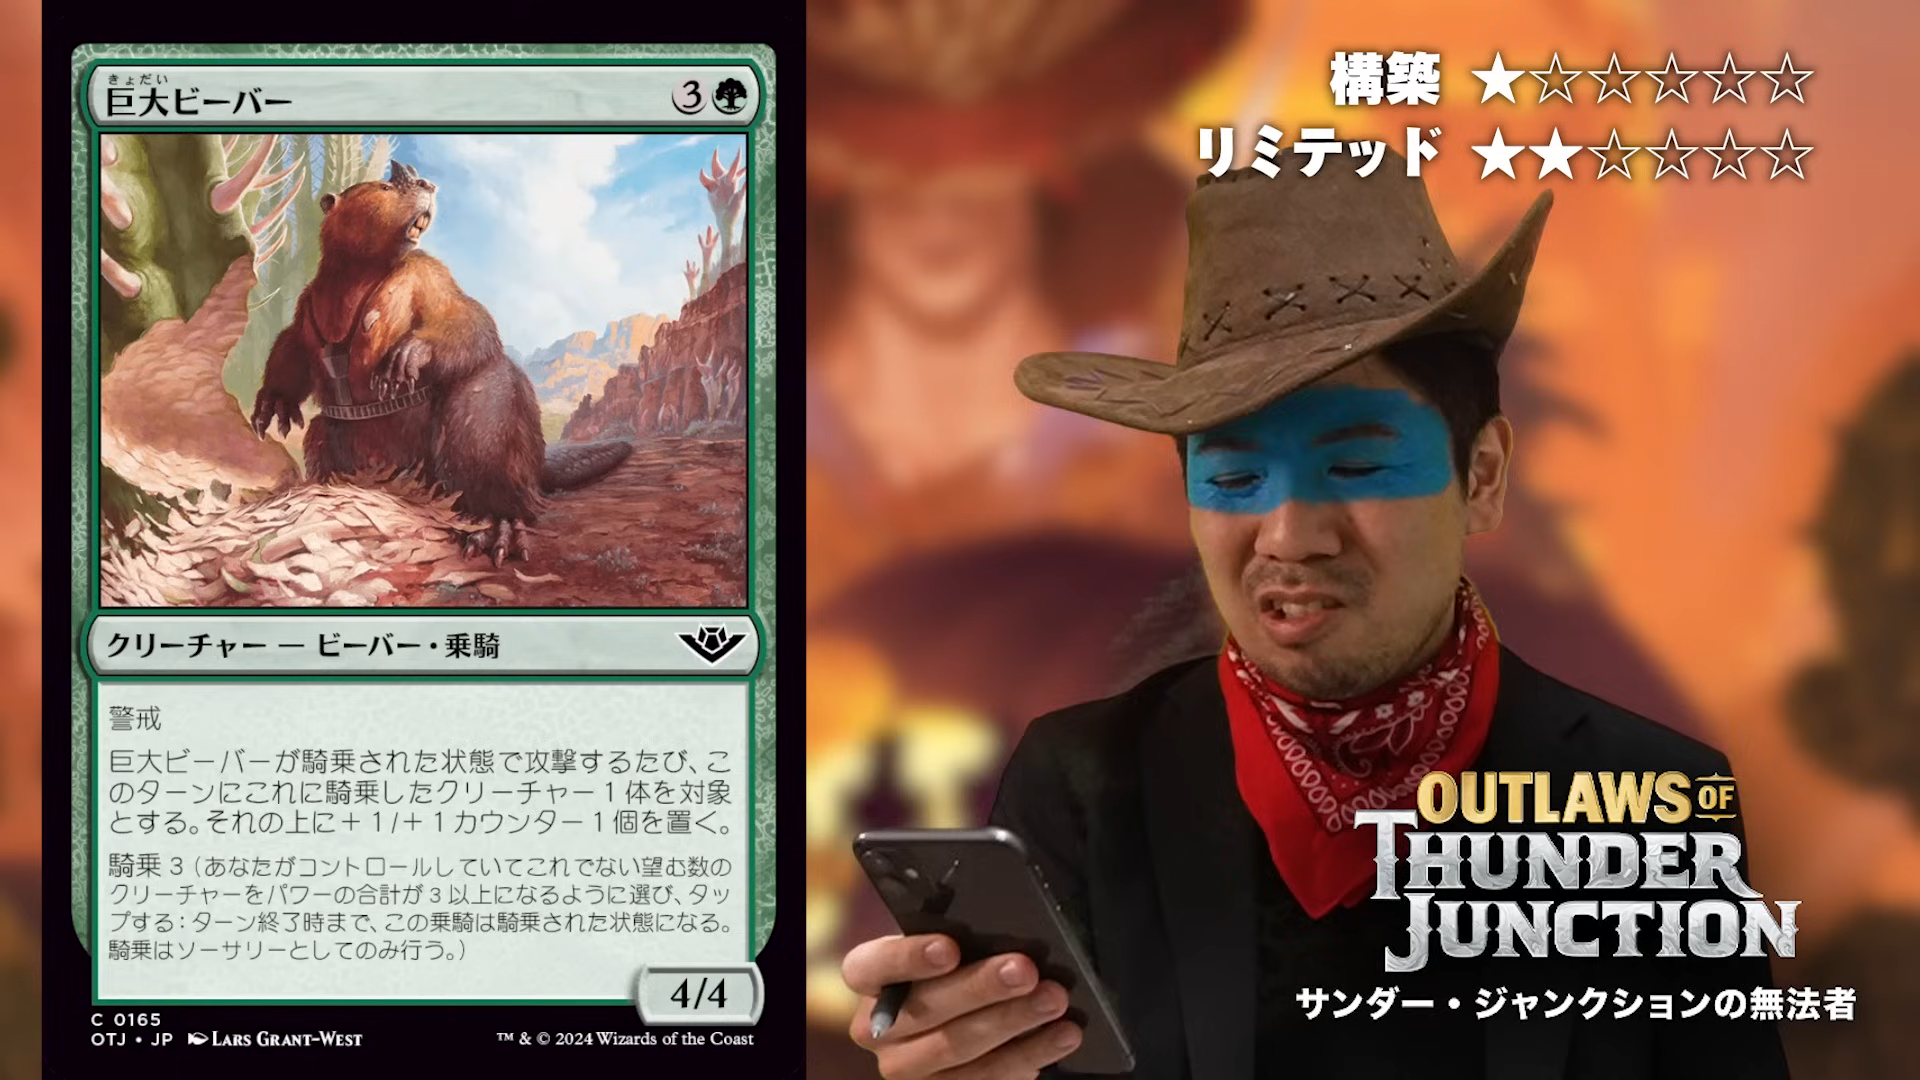 きょだい
巨大ビーバー
3
クリーチャー — ビーバー・乗騎
警戒
巨大ビーバーが騎乗された状態で攻撃するたび、こ
のターンにこれに騎乗したクリーチャー1体を対象
とする。それの上に+1/+1カウンター1個を置く。
騎乗3（あなたがコントロールしていてこれでない望む数の
クリーチャーをパワーの合計が3以上になるように選び、タッ
プする：ターン終了時まで、この乗騎は騎乗された状態になる。
騎乗はソーサリーとしてのみ行う。）
4/4
C 0165
OTJ • JP LARS GRANT-WEST
™ & © 2024 Wizards of the Coast
構築 ★☆☆☆☆☆
リミテッド ★★☆☆☆☆
OUTLAWS OF
THUNDER
JUNCTION
サンダー・ジャンクションの無法者